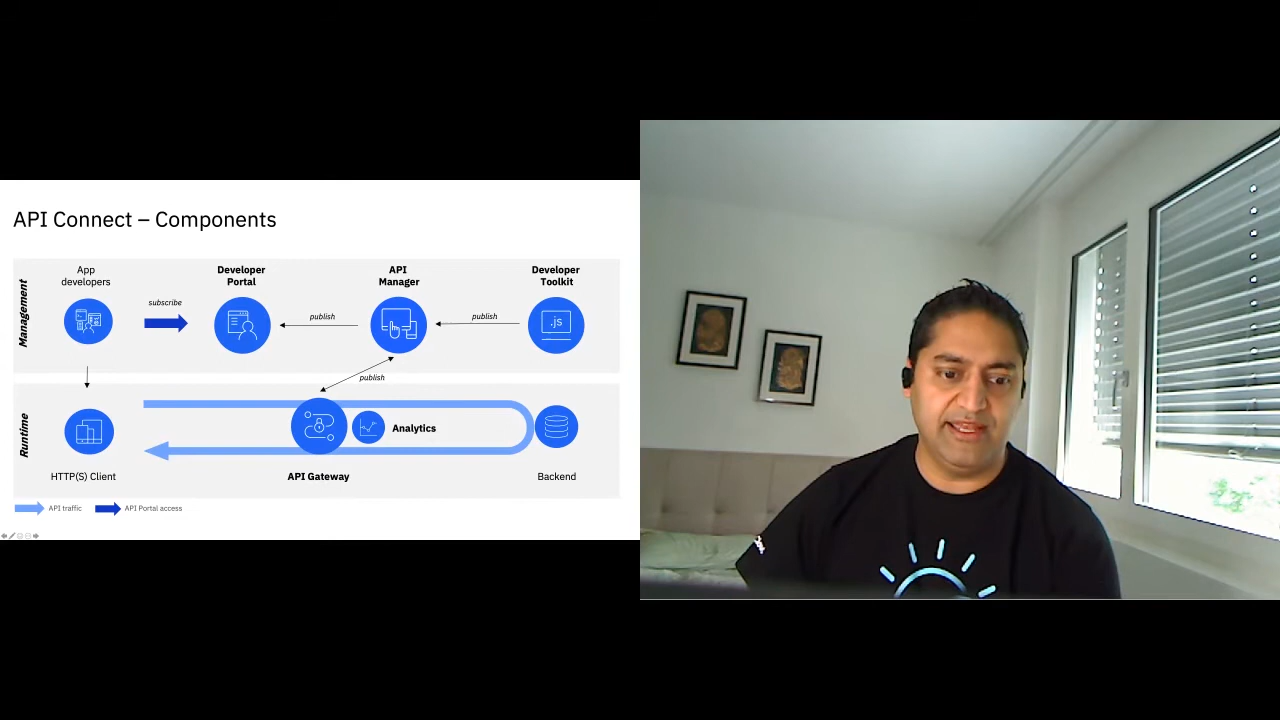 API Connect – Components
Management
App
developers
subscribe
Developer
Portal
publish
API
Manager
publish
Developer
Toolkit
.js
publish
Runtime
HTTP(S) Client
API Gateway
Analytics
Backend
API traffic
API Portal access